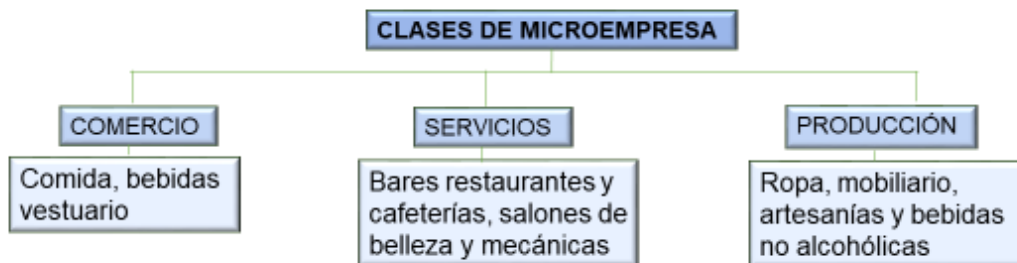 CLASES DE MICROEMPRESA
COMERCIO
Comida, bebidas
vestuario
SERVICIOS
Bares restaurantes y
cafeterías, salones de
belleza y mecánicas
PRODUCCIÓN
Ropa, mobiliario,
artesanías y bebidas
no alcohólicas